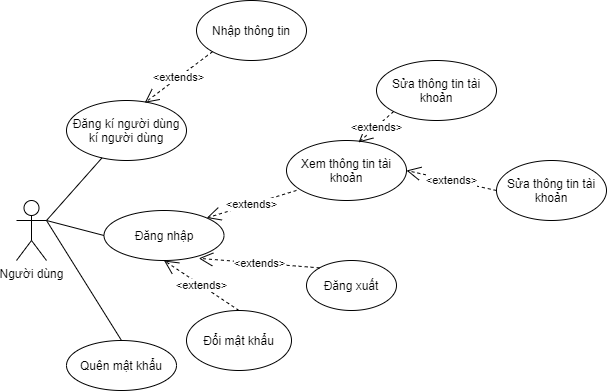 Nhập thông tin
<extends>
Sửa thông tin tài
khoản
Đăng kí người dùng
kí người dùng
<extends>
Xem thông tin tài
khoản
<extends>
Sửa thông tin tài
khoản
<extends>
Đăng nhập
Người dùng
<extends>
Đăng xuất
<extends>
Đổi mật khẩu
Quên mật khẩu